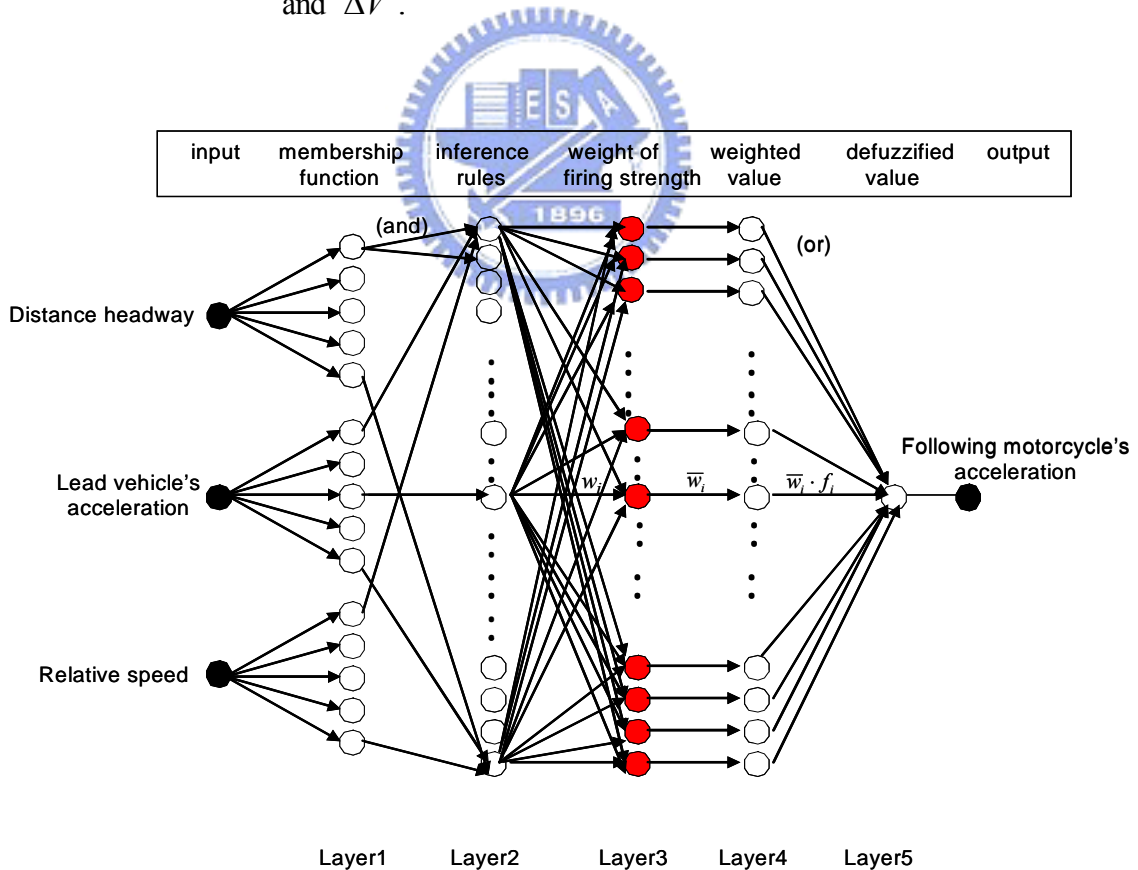 and ΔV .
E S A
input membership function inference rules weight of firing strength weighted value defuzzified value output
1896
(and)
(or)
Distance headway
Lead vehicle's acceleration
Relative speed
w_i
w̅_i
w̅_i · f_i
Following motorcycle's acceleration
Layer1 Layer2 Layer3 Layer4 Layer5